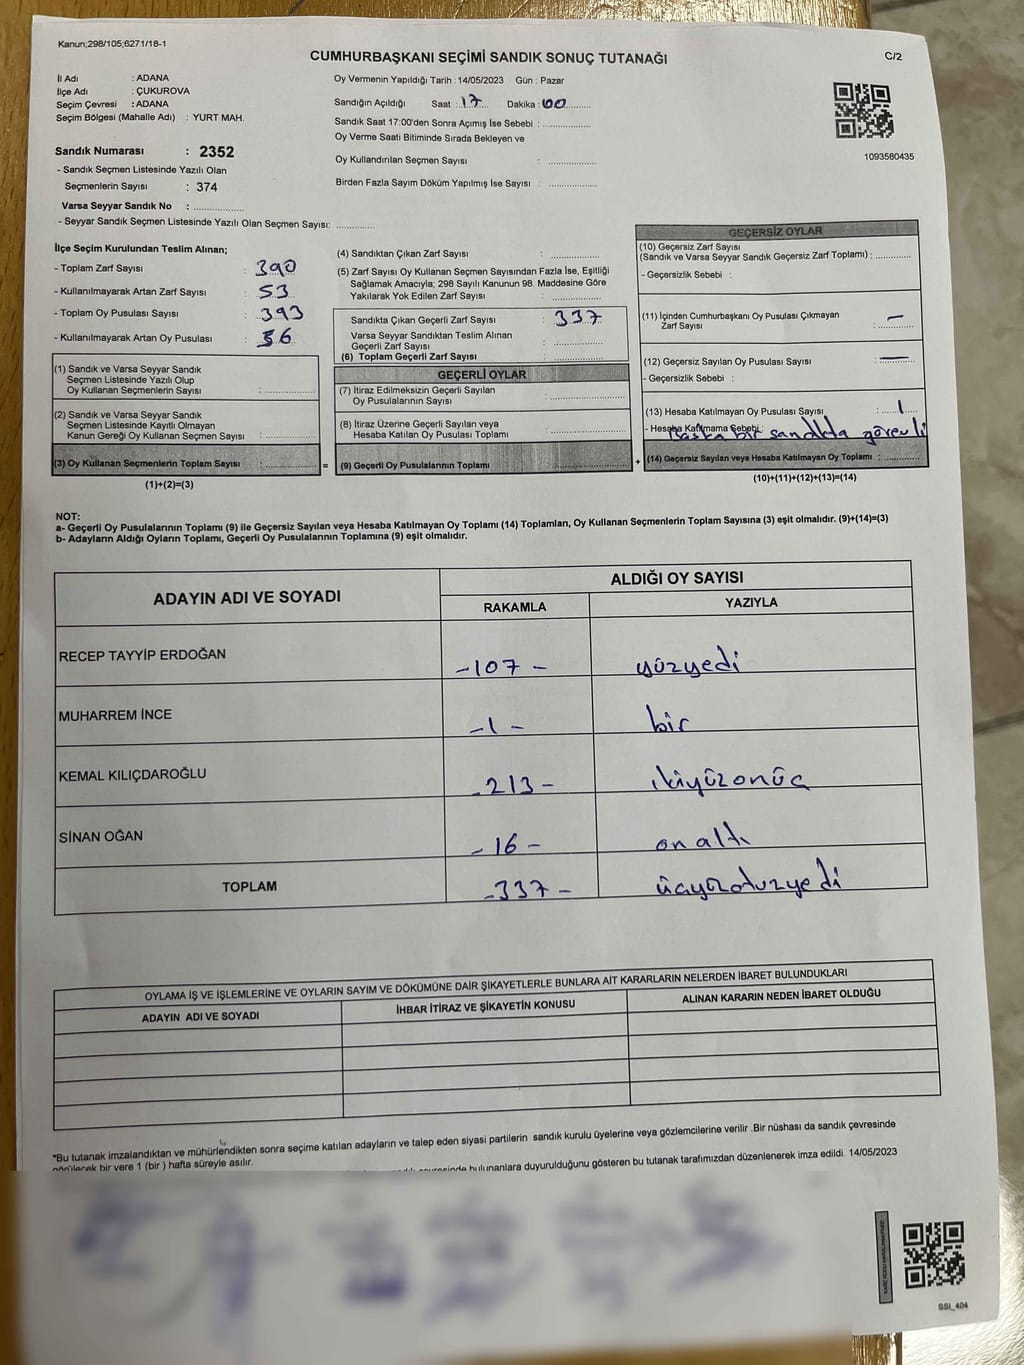 Kanun;298/105;6271/18-1
CUMHURBAŞKANI SEÇİMİ SANDIK SONUÇ TUTANAĞI
C/2
İl Adı : ADANA
İlçe Adı : ÇUKUROVA
Seçim Çevresi : ADANA
Seçim Bölgesi (Mahalle Adı) : YURT MAH.
Oy Vermenin Yapıldığı Tarih : 14/05/2023 Gün : Pazar
Sandığın Açıldığı Saat : 17 Dakika : 00
Sandık Saat 17:00'den Sonra Açımış İse Sebebi :
Oy Verme Saati Bitiminde Sırada Bekleyen ve
Oy Kullandırılan Seçmen Sayısı :
Birden Fazla Sayım Döküm Yapılmış İse Sayısı :
1093580435
Sandık Numarası : 2352
- Sandık Seçmen Listesinde Yazılı Olan
Seçmenlerin Sayısı : 374
Varsa Seyyar Sandık No :
- Seyyar Sandık Seçmen Listesinde Yazılı Olan Seçmen Sayısı:
İlçe Seçim Kurulundan Teslim Alınan;
- Toplam Zarf Sayısı : 390
- Kullanılmayarak Artan Zarf Sayısı : 53
- Toplam Oy Pusulası Sayısı : 393
- Kullanılmayarak Artan Oy Pusulası : 56
(1) Sandık ve Varsa Seyyar Sandık
Seçmen Listesinde Yazılı Olup
Oy Kullanan Seçmenlerin Sayısı :
(2) Sandık ve Varsa Seyyar Sandık
Seçmen Listesinde Kayıtlı Olmayan
Kanun Gereği Oy Kullanan Seçmen Sayısı :
(3) Oy Kullanan Seçmenlerin Toplam Sayısı :
(1)+(2)=(3)
=
(4) Sandıktan Çıkan Zarf Sayısı :
(5) Zarf Sayısı Oy Kullanan Seçmen Sayısından Fazla İse, Eşitliği
Sağlamak Amacıyla; 298 Sayılı Kanunun 98. Maddesine Göre
Yakılarak Yok Edilen Zarf Sayısı :
Sandıkta Çıkan Geçerli Zarf Sayısı : 337
Varsa Seyyar Sandıktan Teslim Alınan
Geçerli Zarf Sayısı :
(6) Toplam Geçerli Zarf Sayısı :
GEÇERLİ OYLAR
(7) İtiraz Edilmeksizin Geçerli Sayılan
Oy Pusulalarının Sayısı :
(8) İtiraz Üzerine Geçerli Sayılan veya
Hesaba Katılan Oy Pusulası Toplamı :
(9) Geçerli Oy Pusulalarının Toplamı :
+
GEÇERSİZ OYLAR
(10) Geçersiz Zarf Sayısı
(Sandık ve Varsa Seyyar Sandık Geçersiz Zarf Toplamı) :
- Geçersizlik Sebebi :
(11) İçinden Cumhurbaşkanı Oy Pusulası Çıkmayan
Zarf Sayısı : —
(12) Geçersiz Sayılan Oy Pusulası Sayısı : —
- Geçersizlik Sebebi :
(13) Hesaba Katılmayan Oy Pusulası Sayısı : 1
- Hesaba Katılmama Sebebi:
Başka bir sandıkta görevli
(14) Geçersiz Sayılan veya Hesaba Katılmayan Oy Toplamı :
(10)+(11)+(12)+(13)=(14)
NOT:
a- Geçerli Oy Pusulalarının Toplamı (9) ile Geçersiz Sayılan veya Hesaba Katılmayan Oy Toplamı (14) Toplamları, Oy Kullanan Seçmenlerin Toplam Sayısına (3) eşit olmalıdır. (9)+(14)=(3)
b- Adayların Aldığı Oyların Toplamı, Geçerli Oy Pusulalarının Toplamına (9) eşit olmalıdır.
ADAYIN ADI VE SOYADI
ALDIĞI OY SAYISI
RAKAMLA YAZIYLA
RECEP TAYYİP ERDOĞAN -107- yüzyedi
MUHARREM İNCE -1- bir
KEMAL KILIÇDAROĞLU -213- ikiyüzonüç
SİNAN OĞAN -16- on altı
TOPLAM -337- üçyüzotuzyedi
OYLAMA İŞ VE İŞLEMLERİNE VE OYLARIN SAYIM VE DÖKÜMÜNE DAİR ŞİKAYETLERLE BUNLARA AİT KARARLARIN NELERDEN İBARET BULUNDUKLARI
ADAYIN ADI VE SOYADI İHBAR İTİRAZ VE ŞİKAYETİN KONUSU ALINAN KARARIN NEDEN İBARET OLDUĞU
*Bu tutanak imzalandıktan ve mühürlendikten sonra seçime katılan adayların ve talep eden siyasi partilerin sandık kurulu üyelerine veya gözlemcilerine verilir .Bir nüshası da sandık çevresinde
görülecek bir yere 1 (bir) hafta süreyle asılır.
bulunanlara duyurulduğunu gösteren bu tutanak tarafımızdan düzenlenerek imza edildi. 14/05/2023
SSI_404